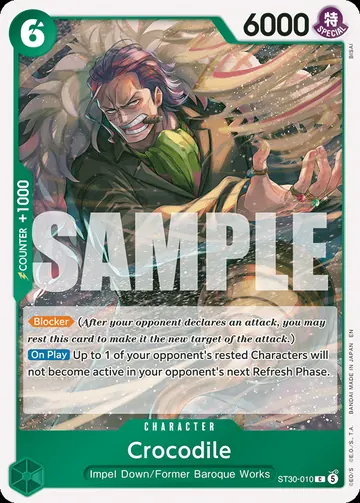 6
6000
特
SPECIAL
BISAI
COUNTER +1000
SAMPLE
Blocker (After your opponent declares an attack, you may
rest this card to make it the new target of the attack.)
On Play Up to 1 of your opponent's rested Characters will
not become active in your opponent's next Refresh Phase.
CHARACTER
Crocodile
Impel Down/Former Baroque Works
ST30-010 C 5
©E.O/S ©E.O./S., T.A. BANDAI MADE IN JAPAN EN